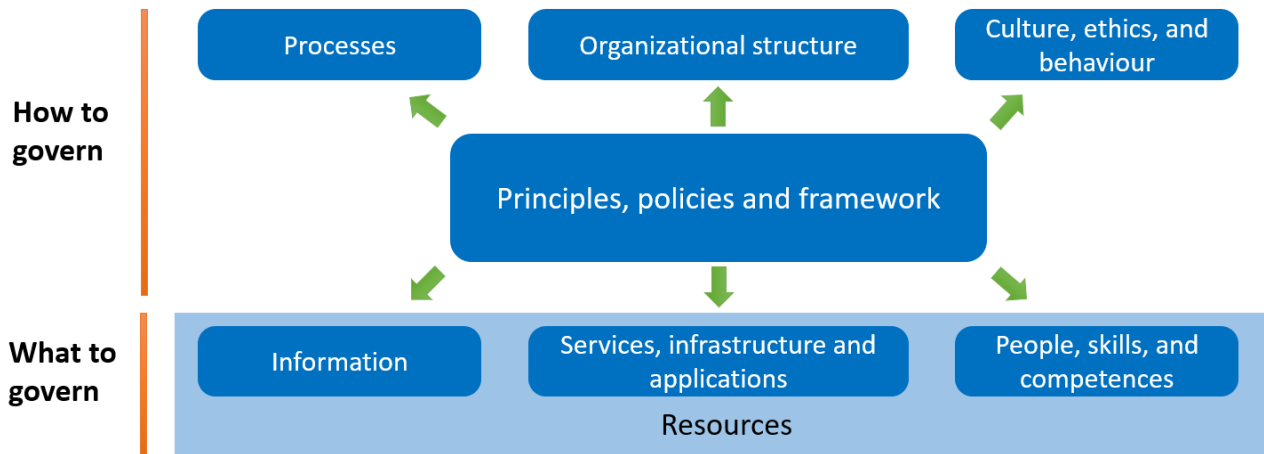 Processes
Organizational structure
Culture, ethics, and
behaviour
How to
govern
Principles, policies and framework
What to
govern
Information
Services, infrastructure and
applications
People, skills, and
competences
Resources